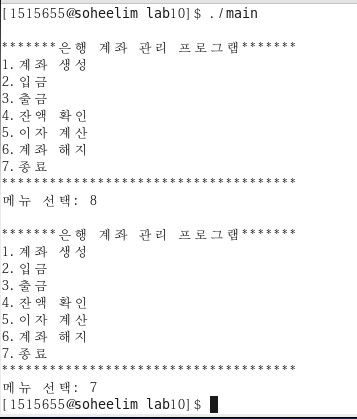 [1515655@soheelim lab10]$ ./main

*******은행 계좌 관리 프로그램*******
1.계좌 생성
2.입금
3.출금
4.잔액 확인
5.이자 계산
6.계좌 해지
7.종료
*************************************
메뉴 선택: 8

*******은행 계좌 관리 프로그램*******
1.계좌 생성
2.입금
3.출금
4.잔액 확인
5.이자 계산
6.계좌 해지
7.종료
*************************************
메뉴 선택: 7
[1515655@soheelim lab10]$